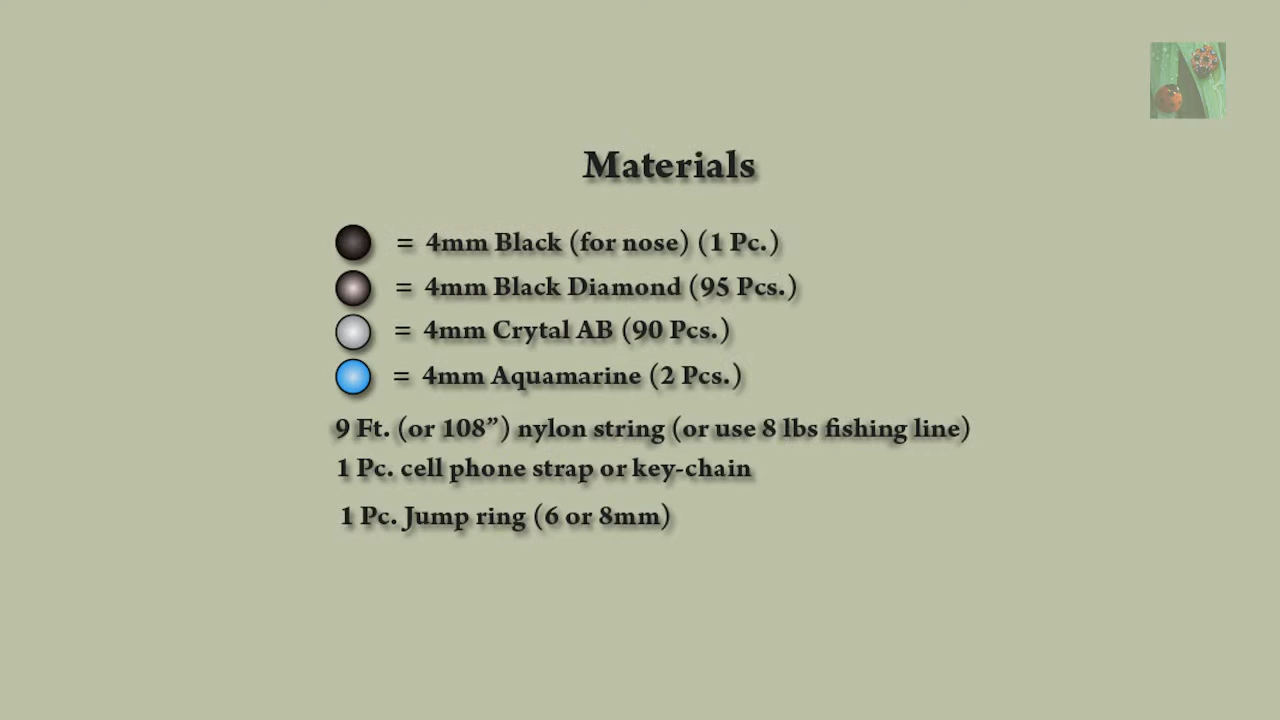 Materials
= 4mm Black (for nose) (1 Pc.)
= 4mm Black Diamond (95 Pcs.)
= 4mm Crytal AB (90 Pcs.)
= 4mm Aquamarine (2 Pcs.)
9 Ft. (or 108”) nylon string (or use 8 lbs fishing line)
1 Pc. cell phone strap or key-chain
1 Pc. Jump ring (6 or 8mm)